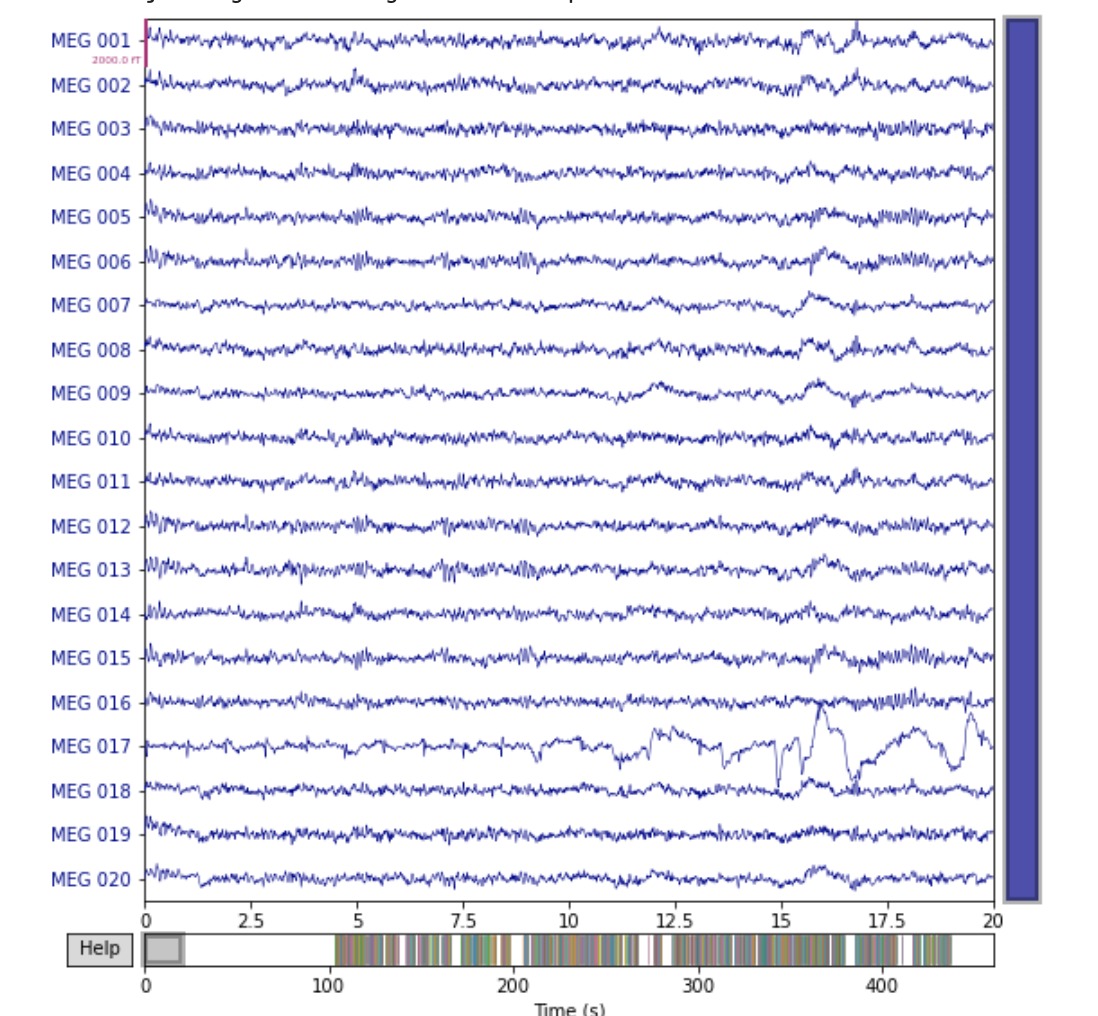 MEG 001
2000.0 fT
MEG 002
MEG 003
MEG 004
MEG 005
MEG 006
MEG 007
MEG 008
MEG 009
MEG 010
MEG 011
MEG 012
MEG 013
MEG 014
MEG 015
MEG 016
MEG 017
MEG 018
MEG 019
MEG 020
0 2.5 5 7.5 10 12.5 15 17.5 20
Help
0 100 200 300 400
Time (s)